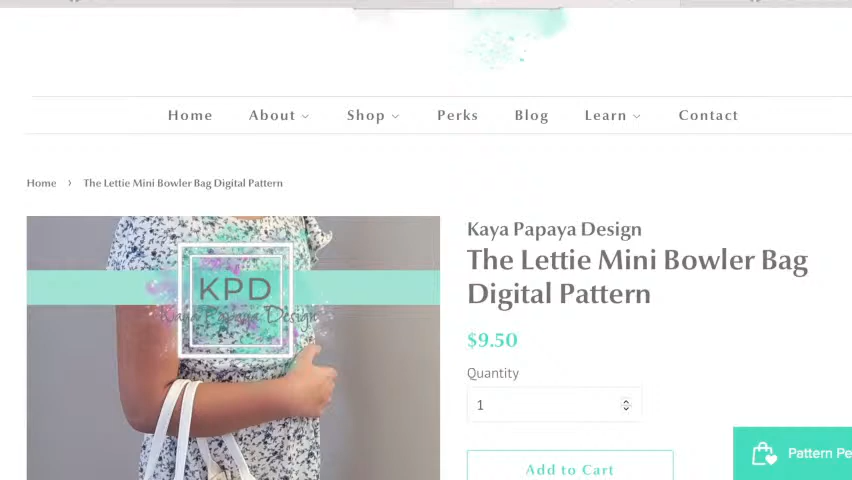 Home About Shop Perks Blog Learn Contact
Home › The Lettie Mini Bowler Bag Digital Pattern
KPD
Kaya Papaya Design
Kaya Papaya Design
The Lettie Mini Bowler Bag
Digital Pattern
$9.50
Quantity
1
Add to Cart
Pattern Pe